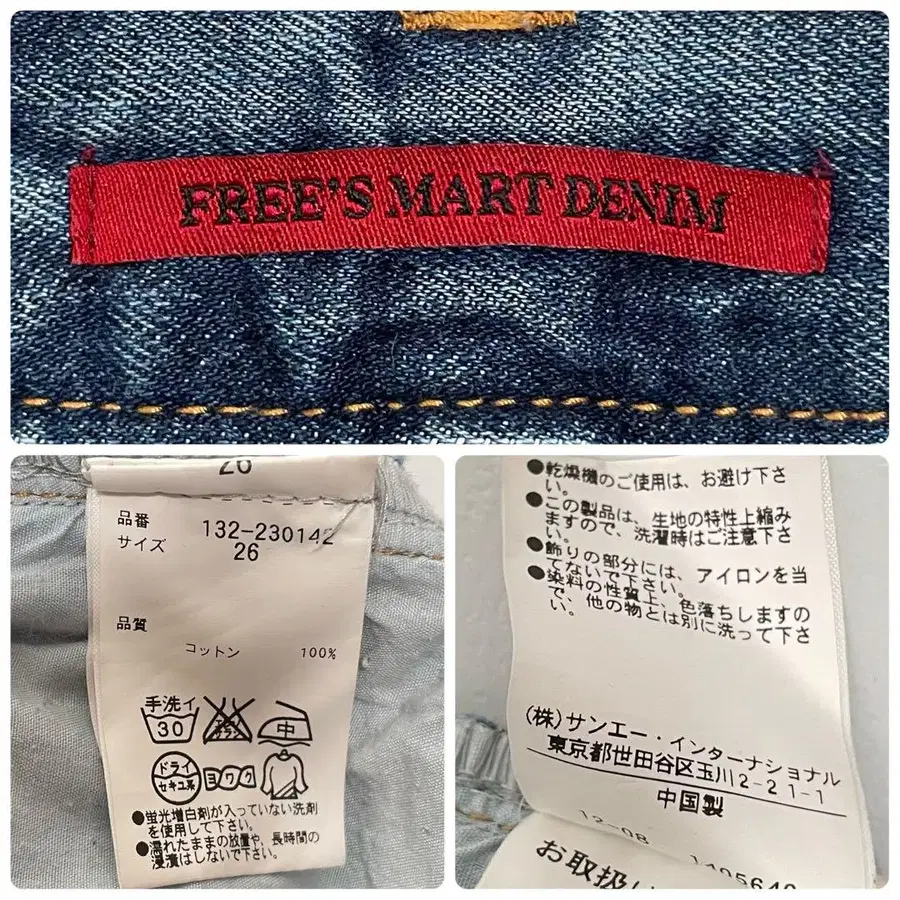 FREE'S MART DENIM
26
品番 132-230142
サイズ 26
品質
コットン 100%
手洗イ
30
中
ドライ
セキユ系
ヨワク
●蛍光増白剤が入っていない洗剤
を使用して下さい。
●濡れたままの放置や、長時間の
浸漬はしないで下さい。
●乾燥機のご使用は、お避け下さ
い。
●この製品は、生地の特性上縮み
ますので、洗濯時はご注意下さ
い。
●飾りの部分には、アイロンを当
てないで下さい。
●染料の性質上、色落ちしますの
で、他の物とは別に洗って下さ
い。
(株)サンエー・インターナショナル
東京都世田谷区玉川2-21-1
中国製
12-08
お取扱い